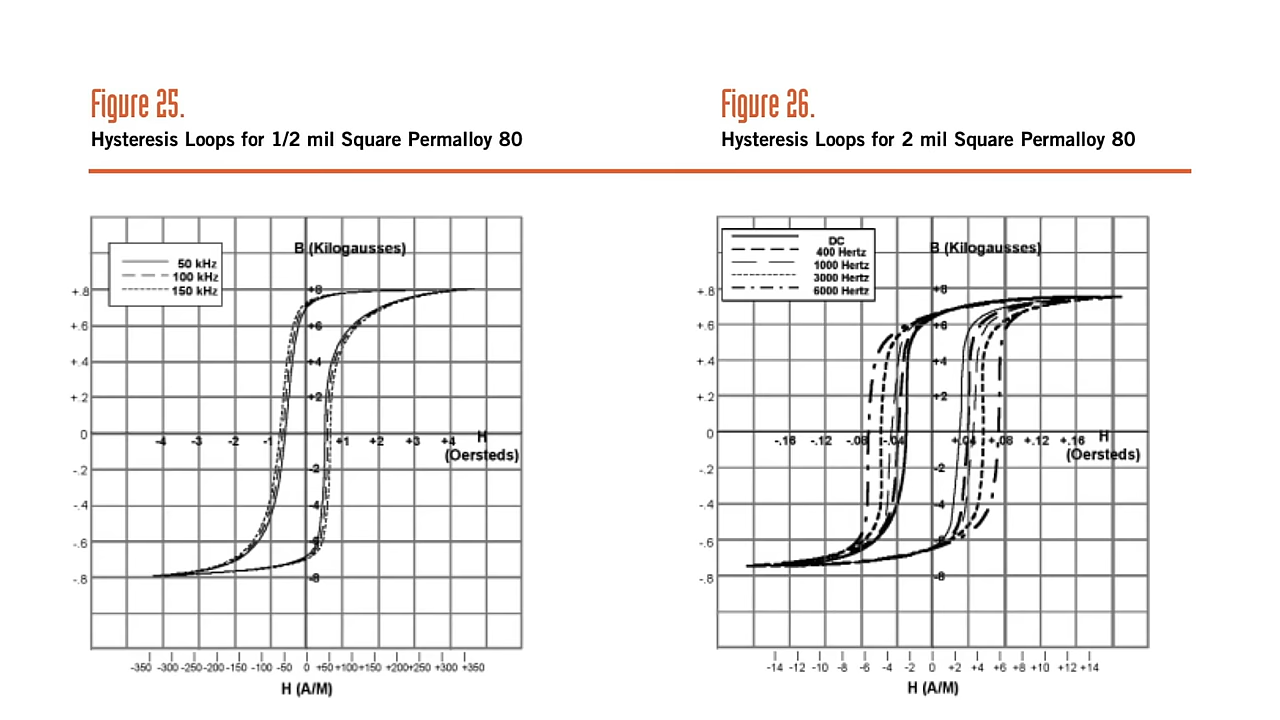 Figure 25.
Hysteresis Loops for 1/2 mil Square Permalloy 80
B (Kilogausses)
50 kHz
100 kHz
150 kHz
+.8
+8
+.6
+6
+.4
+4
+.2
+2
0
-4 -3 -2 -1 +1 +2 +3 +4 H
(Oersteds)
-.2
-2
-.4
-4
-.6
-.8
-8
-350 -300 -250 -200 -150 -100 -50 0 +50 +100 +150 +200 +250 +300 +350
H (A/M)
Figure 26.
Hysteresis Loops for 2 mil Square Permalloy 80
DC
400 Hertz
1000 Hertz
3000 Hertz
6000 Hertz
B (Kilogausses)
+.8
+8
+.6
+6
+.4
+4
+.2
+2
0
-.16 -.12 -.08 -.04 +.04 +.08 +.12 +.16 H
(Oersteds)
-.2
-2
-.4
-4
-.6
-.8
-8
-14 -12 -10 -8 -6 -4 -2 0 +2 +4 +6 +8 +10 +12 +14
H (A/M)